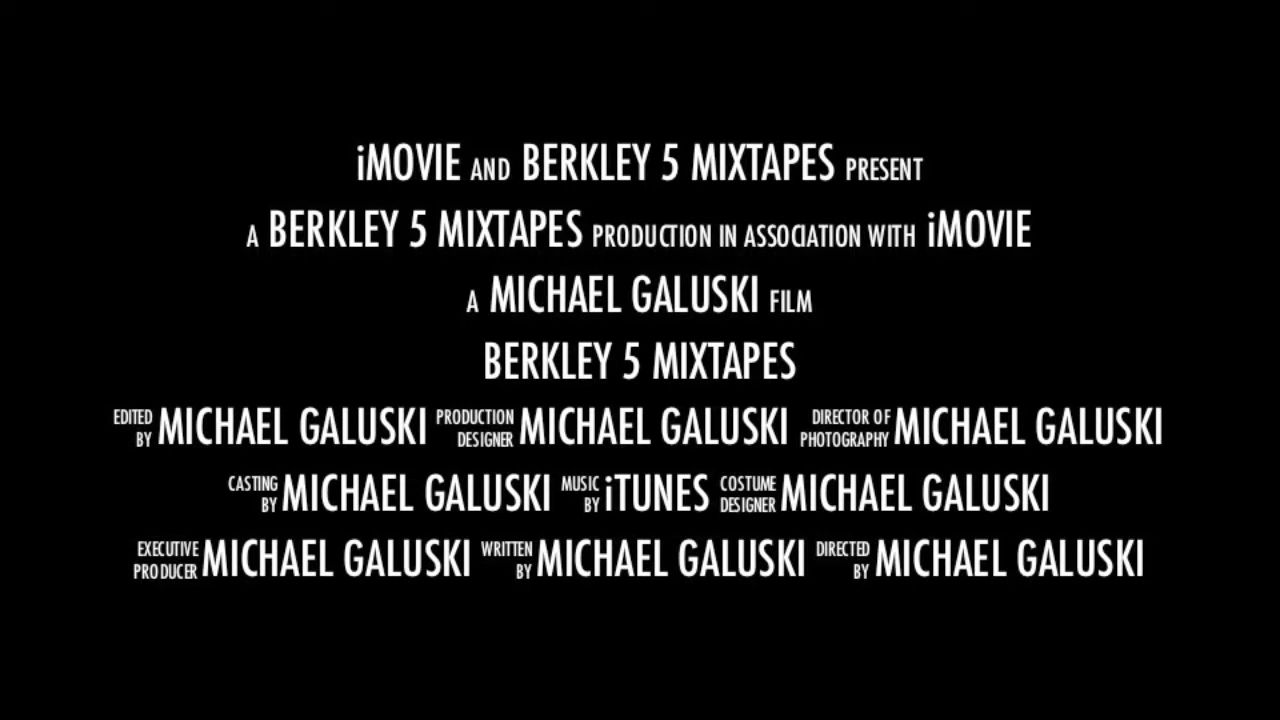 iMOVIE AND BERKLEY 5 MIXTAPES PRESENT
A BERKLEY 5 MIXTAPES PRODUCTION IN ASSOCIATION WITH iMOVIE
A MICHAEL GALUSKI FILM
BERKLEY 5 MIXTAPES
EDITED BY MICHAEL GALUSKI PRODUCTION DESIGNER MICHAEL GALUSKI DIRECTOR OF PHOTOGRAPHY MICHAEL GALUSKI
CASTING BY MICHAEL GALUSKI MUSIC BY iTUNES COSTUME DESIGNER MICHAEL GALUSKI
EXECUTIVE PRODUCER MICHAEL GALUSKI WRITTEN BY MICHAEL GALUSKI DIRECTED BY MICHAEL GALUSKI